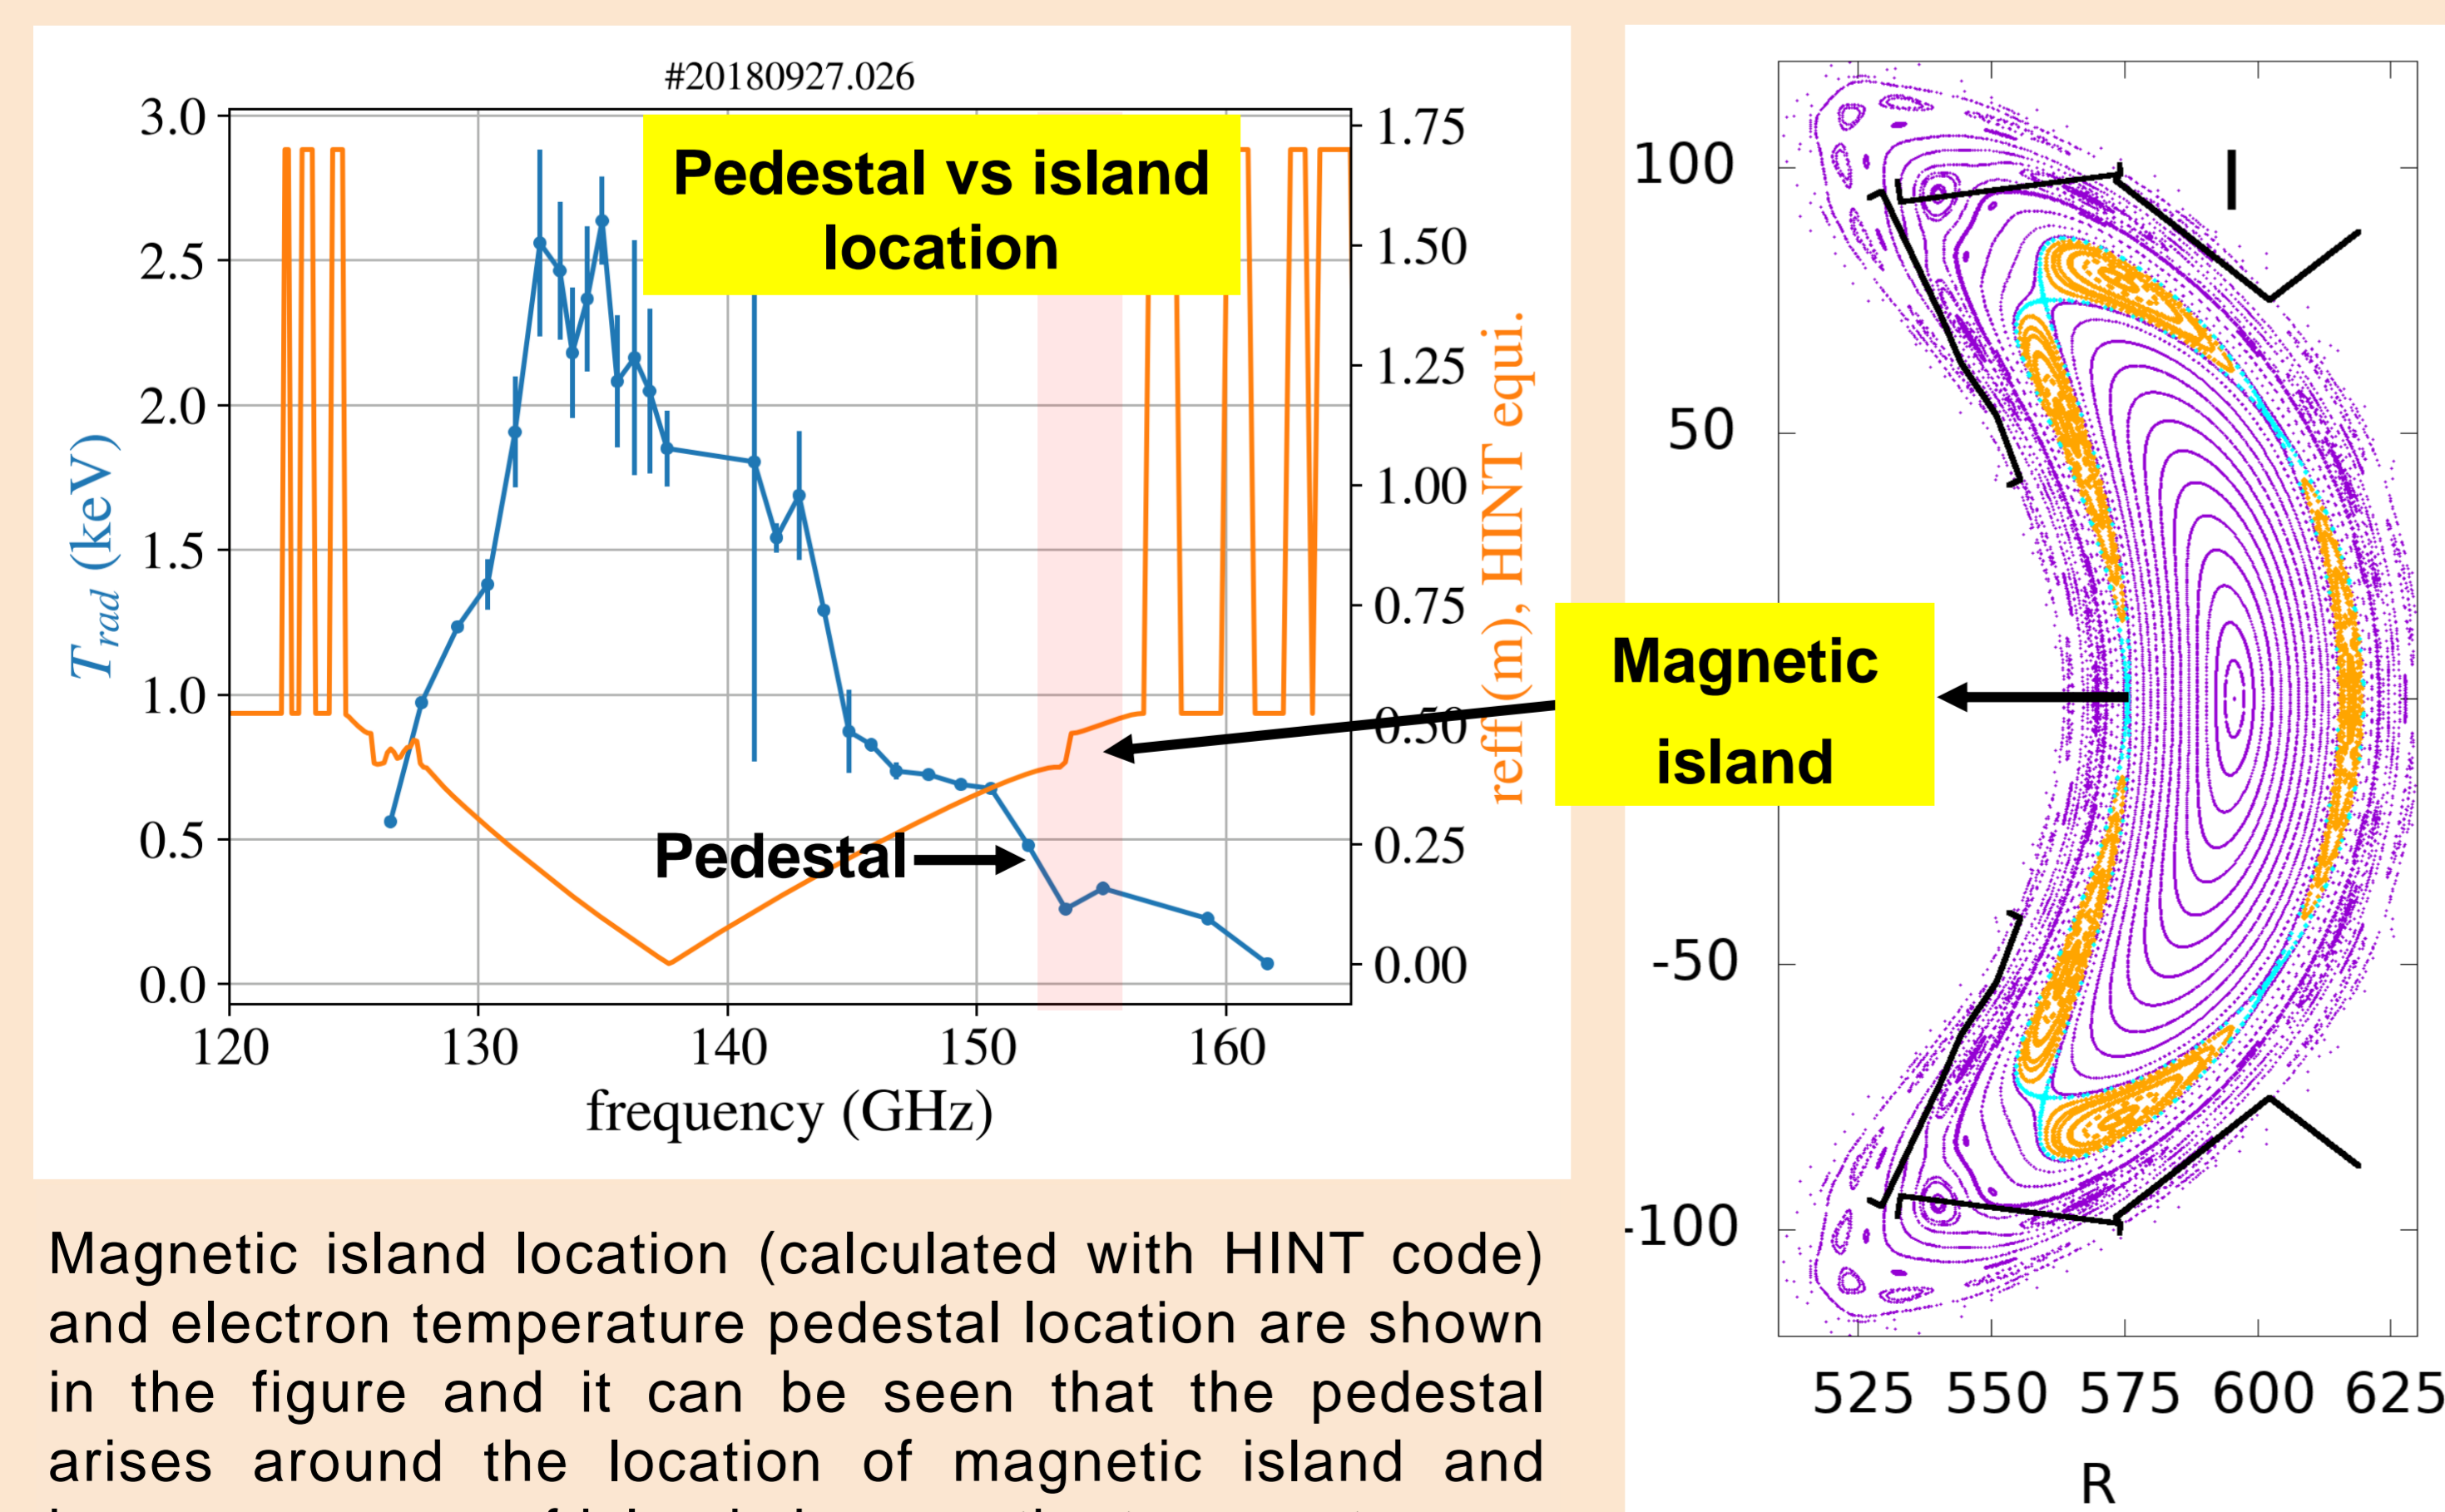 #20180927.026
Pedestal vs island
location
3.0
2.5
2.0
1.5
1.0
0.5
0.0
T_rad (keV)
1.75
1.50
1.25
1.00
0.75
0.50
0.25
0.00
reff(m), HINT equi.
Pedestal
120 130 140 150 160
frequency (GHz)
Magnetic
island
100
50
-50
-100
525 550 575 600 625
R
Magnetic island location (calculated with HINT code)
and electron temperature pedestal location are shown
in the figure and it can be seen that the pedestal
arises around the location of magnetic island and